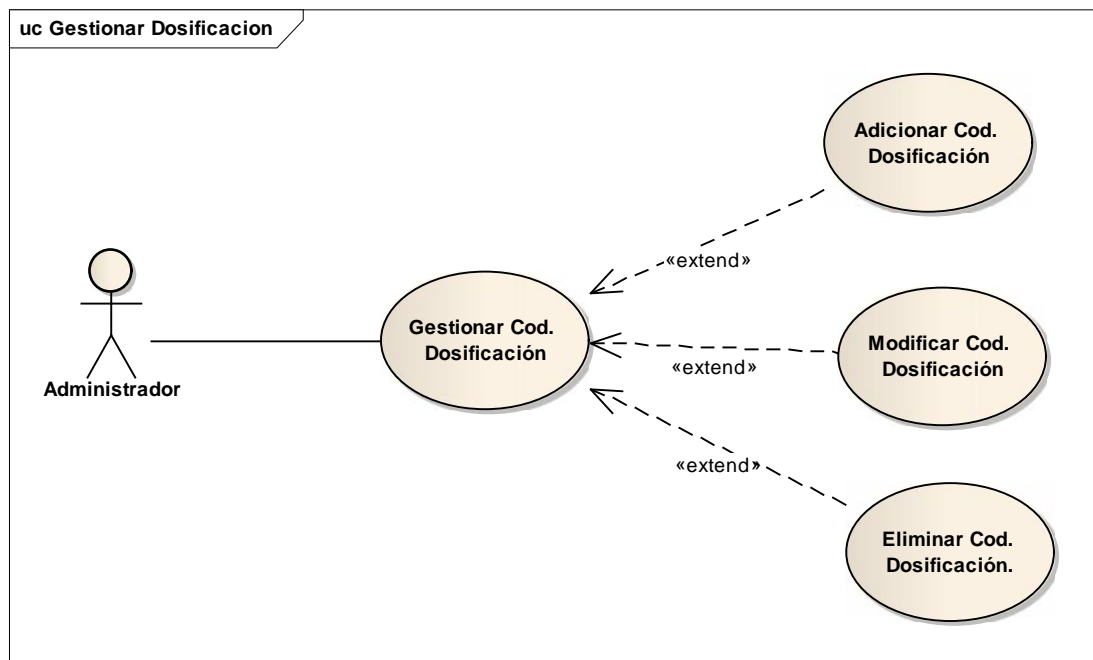 uc Gestionar Dosificacion
Adicionar Cod.
Dosificación
«extend»
Gestionar Cod.
Dosificación
Modificar Cod.
Dosificación
«extend»
Administrador
«extend»
Eliminar Cod.
Dosificación.